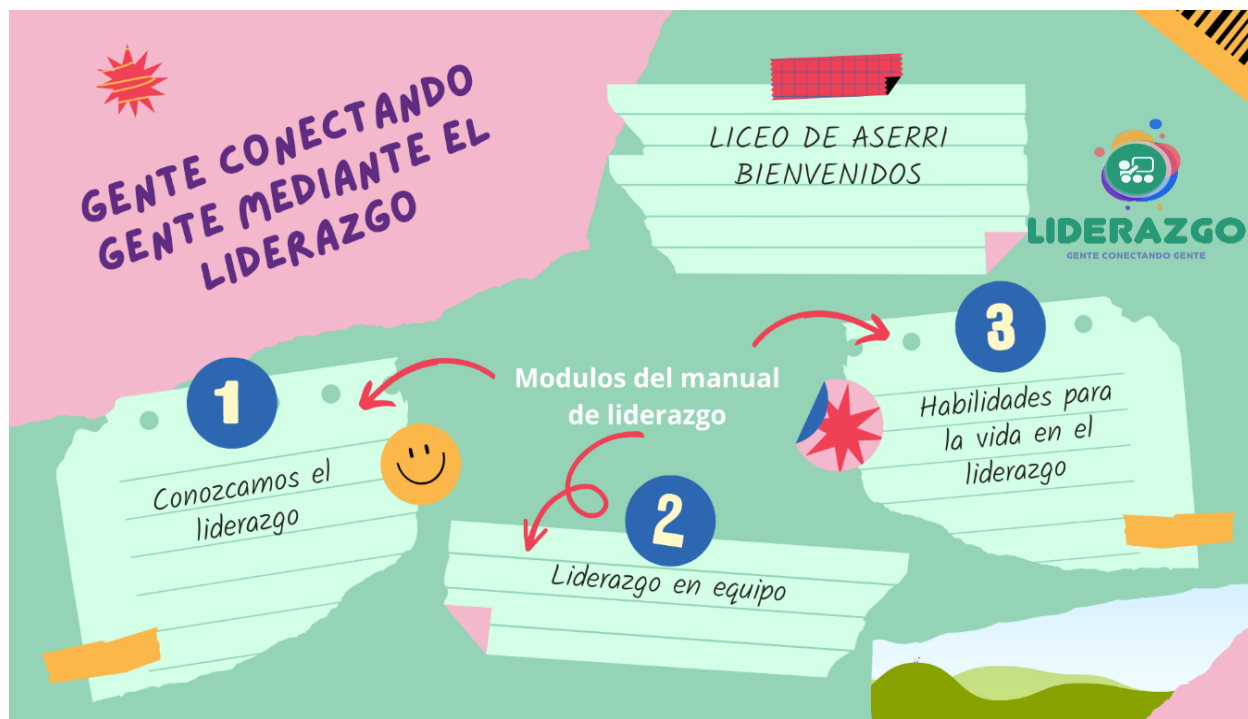 GENTE CONECTANDO
GENTE MEDIANTE EL
LIDERAZGO
LICEO DE ASERRI
BIENVENIDOS
LIDERAZGO
GENTE CONECTANDO GENTE
Modulos del manual
de liderazgo
1
Conozcamos el
liderazgo
2
Liderazgo en equipo
3
Habilidades para
la vida en el
liderazgo